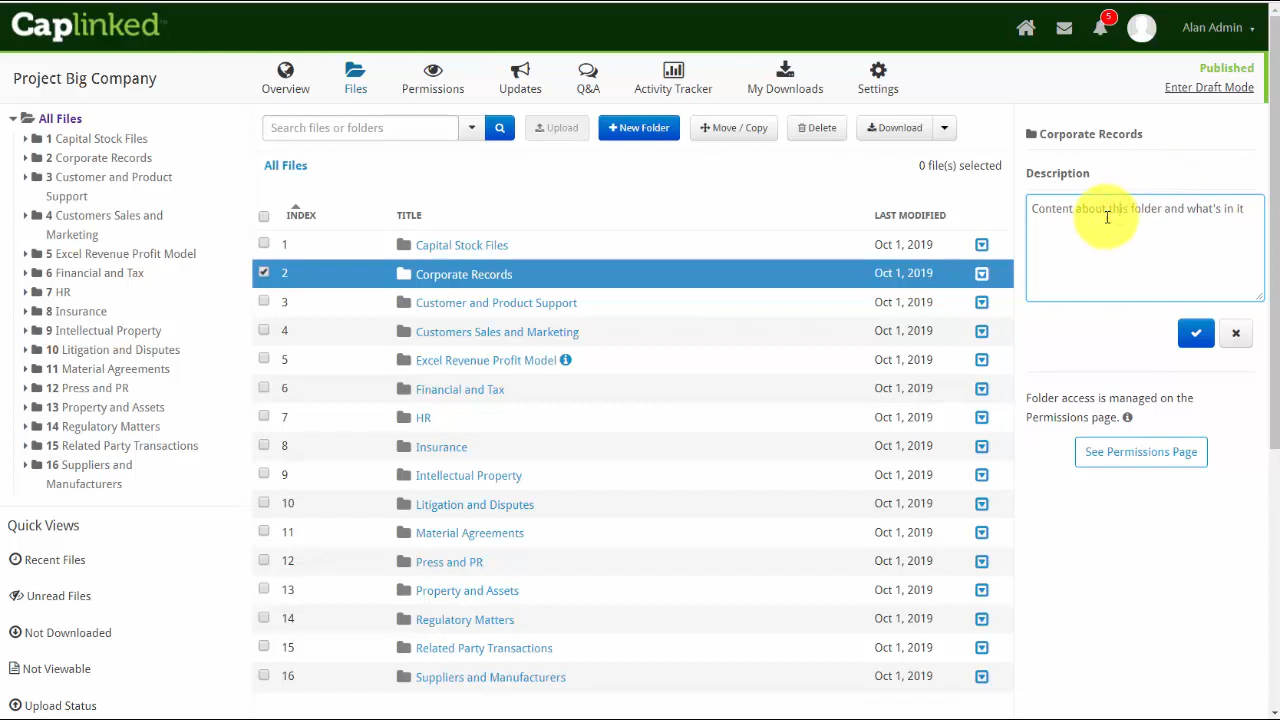 Caplinked
5
Alan Admin
Project Big Company
Overview
Files
Permissions
Updates
Q&A
Activity Tracker
My Downloads
Settings
Published
Enter Draft Mode
All Files
1 Capital Stock Files
2 Corporate Records
3 Customer and Product
Support
4 Customers Sales and
Marketing
5 Excel Revenue Profit Model
6 Financial and Tax
7 HR
8 Insurance
9 Intellectual Property
10 Litigation and Disputes
11 Material Agreements
12 Press and PR
13 Property and Assets
14 Regulatory Matters
15 Related Party Transactions
16 Suppliers and
Manufacturers
Quick Views
Recent Files
Unread Files
Not Downloaded
Not Viewable
Upload Status
Search files or folders
Upload
+ New Folder
Move / Copy
Delete
Download
All Files
0 file(s) selected
INDEX TITLE LAST MODIFIED
1 Capital Stock Files Oct 1, 2019
2 Corporate Records Oct 1, 2019
3 Customer and Product Support Oct 1, 2019
4 Customers Sales and Marketing Oct 1, 2019
5 Excel Revenue Profit Model Oct 1, 2019
6 Financial and Tax Oct 1, 2019
7 HR Oct 1, 2019
8 Insurance Oct 1, 2019
9 Intellectual Property Oct 1, 2019
10 Litigation and Disputes Oct 1, 2019
11 Material Agreements Oct 1, 2019
12 Press and PR Oct 1, 2019
13 Property and Assets Oct 1, 2019
14 Regulatory Matters Oct 1, 2019
15 Related Party Transactions Oct 1, 2019
16 Suppliers and Manufacturers Oct 1, 2019
Corporate Records
Description
Content about this folder and what's in it
Folder access is managed on the
Permissions page.
See Permissions Page